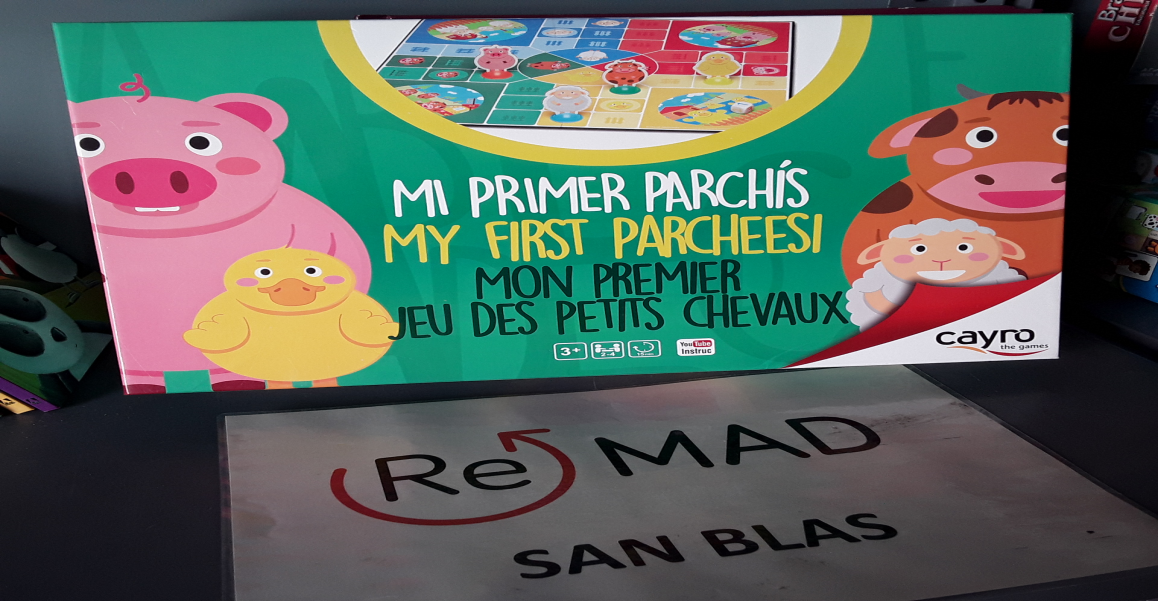 MI PRIMER PARCHÍS
MY FIRST PARCHEESI
MON PREMIER
JEU DES PETITS CHEVAUX
3+
2-4
YouTube
Instruc
cayro
the games
Re MAD
SAN BLAS